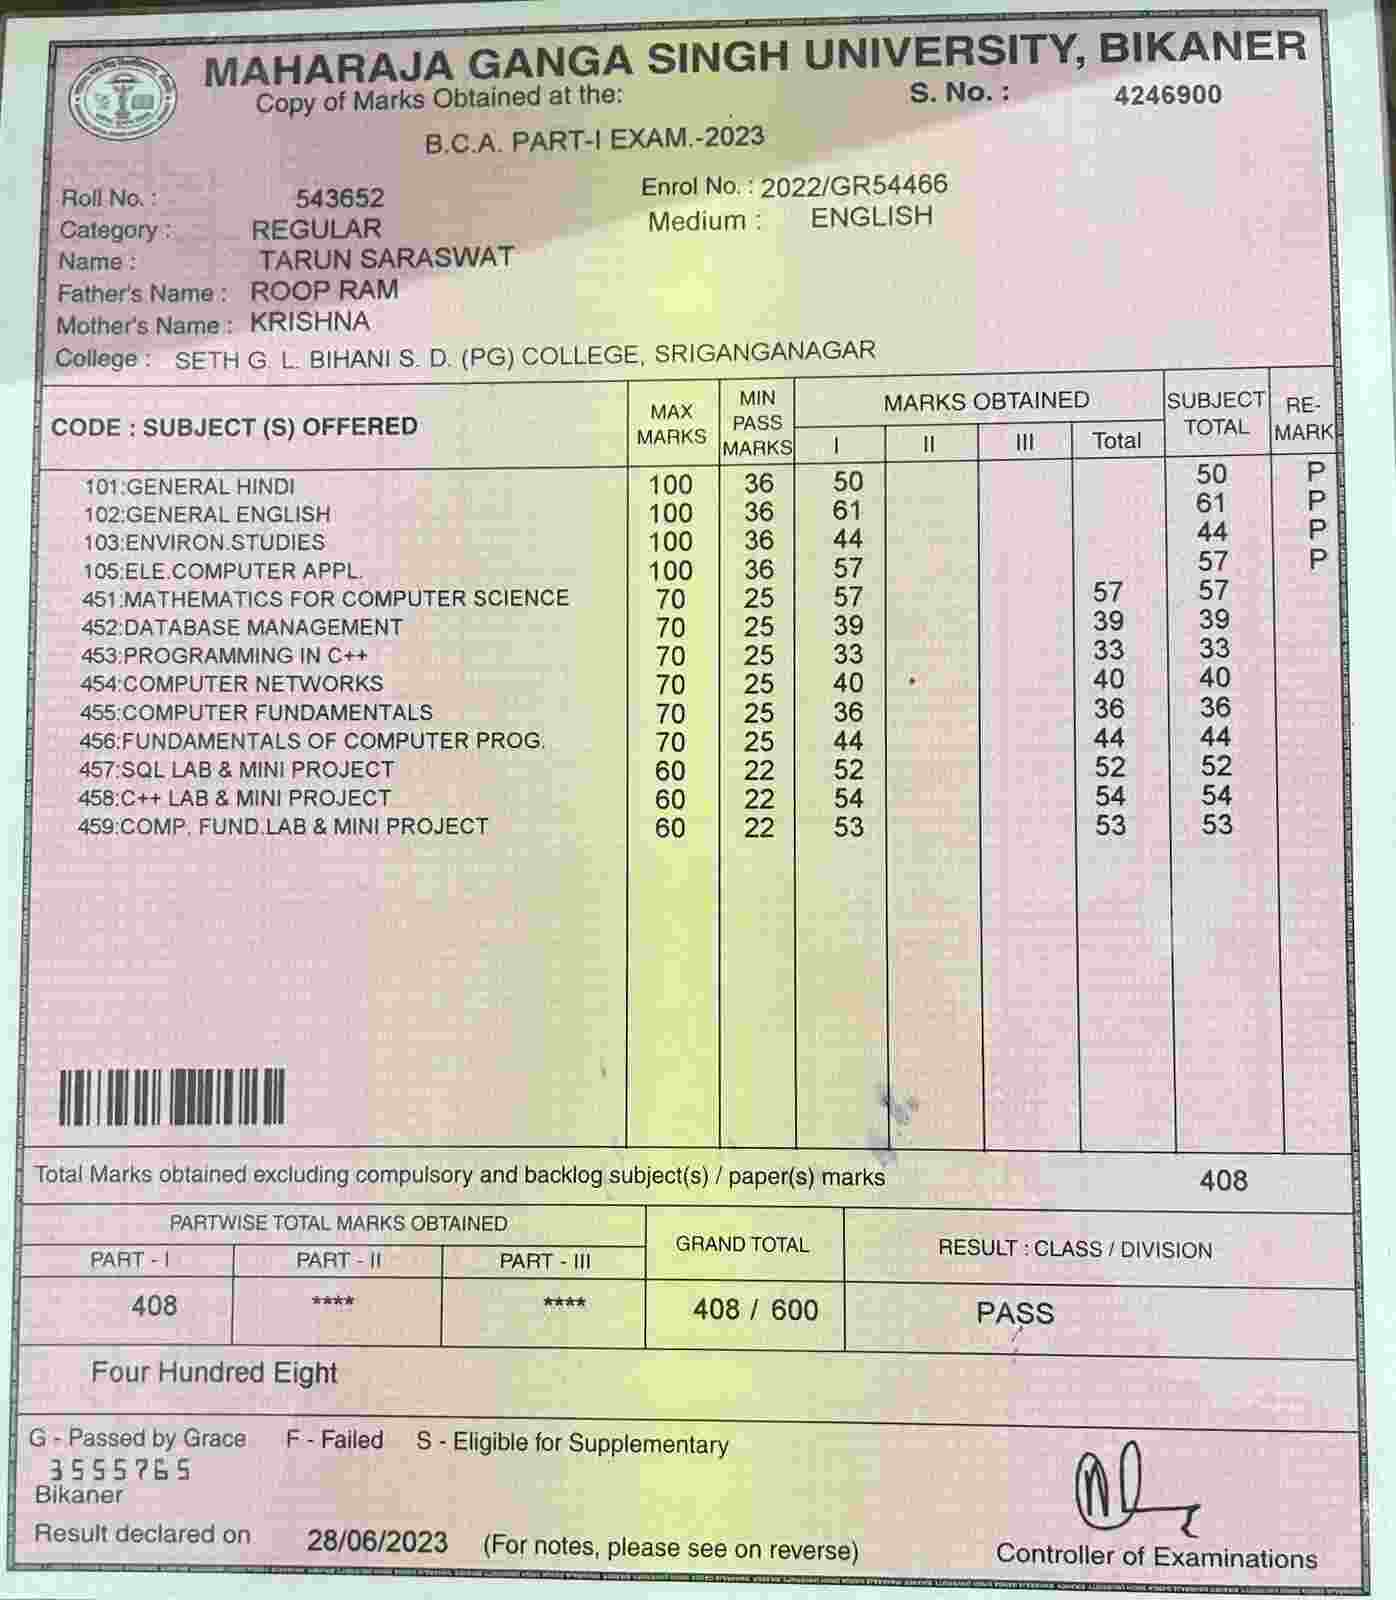 MAHARAJA GANGA SINGH UNIVERSITY, BIKANER
Copy of Marks Obtained at the: S. No. : 4246900
B.C.A. PART-I EXAM.-2023
Roll No. : 543652 Enrol No. : 2022/GR54466
Category : REGULAR Medium : ENGLISH
Name : TARUN SARASWAT
Father's Name : ROOP RAM
Mother's Name : KRISHNA
College : SETH G. L. BIHANI S. D. (PG) COLLEGE, SRIGANGANAGAR
CODE : SUBJECT (S) OFFERED MAX MARKS MIN PASS MARKS MARKS OBTAINED SUBJECT TOTAL RE-MARK
I II III Total
101:GENERAL HINDI 100 36 50 50 P
102:GENERAL ENGLISH 100 36 61 61 P
103:ENVIRON.STUDIES 100 36 44 44 P
105:ELE.COMPUTER APPL. 100 36 57 57 P
451:MATHEMATICS FOR COMPUTER SCIENCE 70 25 57 57 57
452:DATABASE MANAGEMENT 70 25 39 39 39
453:PROGRAMMING IN C++ 70 25 33 33 33
454:COMPUTER NETWORKS 70 25 40 40 40
455:COMPUTER FUNDAMENTALS 70 25 36 36 36
456:FUNDAMENTALS OF COMPUTER PROG. 70 25 44 44 44
457:SQL LAB & MINI PROJECT 60 22 52 52 52
458:C++ LAB & MINI PROJECT 60 22 54 54 54
459:COMP. FUND.LAB & MINI PROJECT 60 22 53 53 53
Total Marks obtained excluding compulsory and backlog subject(s) / paper(s) marks 408
PARTWISE TOTAL MARKS OBTAINED GRAND TOTAL RESULT : CLASS / DIVISION
PART - I PART - II PART - III
408 **** **** 408 / 600 PASS
Four Hundred Eight
G - Passed by Grace F - Failed S - Eligible for Supplementary
3555765
Bikaner
Result declared on 28/06/2023 (For notes, please see on reverse)
Controller of Examinations